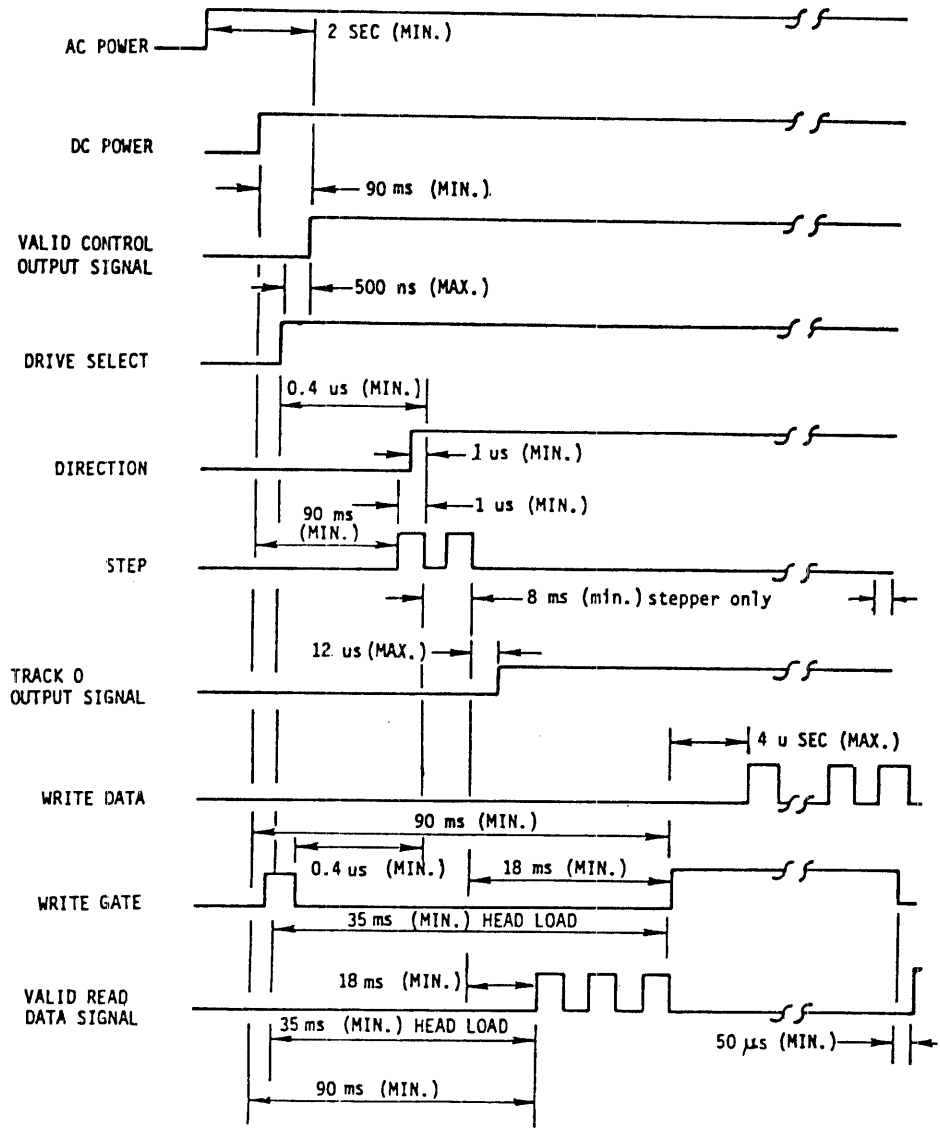 2 SEC (MIN.)
AC POWER
DC POWER
90 ms (MIN.)
VALID CONTROL
OUTPUT SIGNAL
500 ns (MAX.)
DRIVE SELECT
0.4 us (MIN.)
DIRECTION
1 us (MIN.)
90 ms
(MIN.)
1 us (MIN.)
STEP
8 ms (min.) stepper only
12 us (MAX.)
TRACK 0
OUTPUT SIGNAL
4 u SEC (MAX.)
WRITE DATA
90 ms (MIN.)
0.4 us (MIN.)
18 ms (MIN.)
WRITE GATE
35 ms (MIN.) HEAD LOAD
18 ms (MIN.)
VALID READ
DATA SIGNAL
35 ms (MIN.) HEAD LOAD
50 μs (MIN.)
90 ms (MIN.)